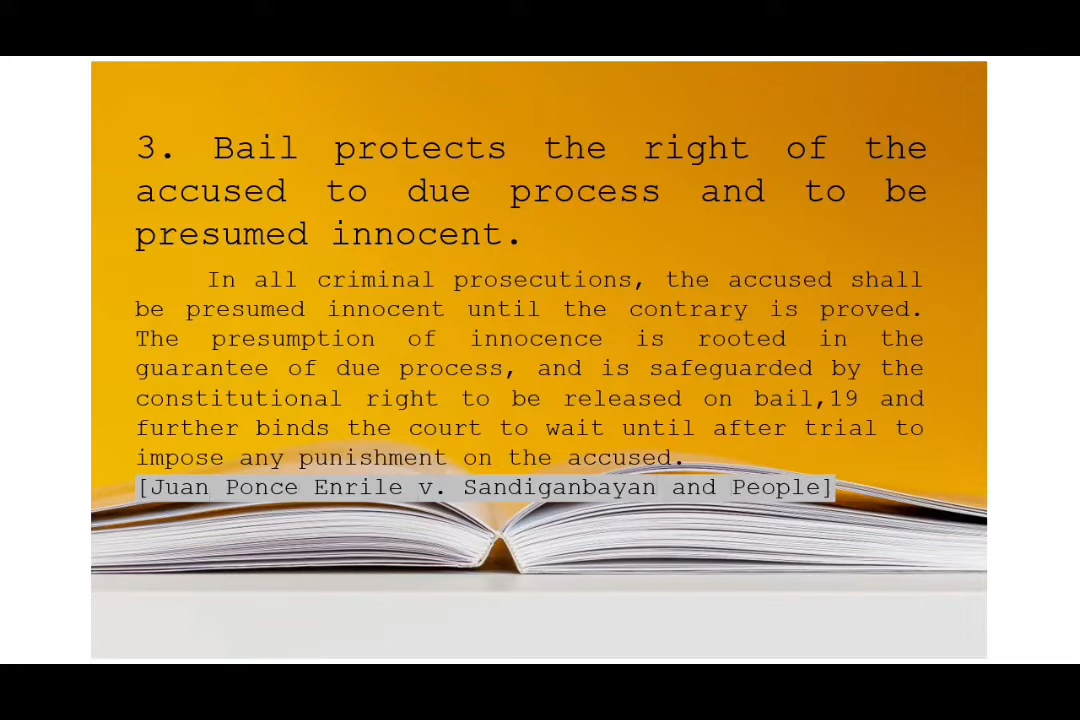 3. Bail protects the right of the
accused to due process and to be
presumed innocent.
In all criminal prosecutions, the accused shall
be presumed innocent until the contrary is proved.
The presumption of innocence is rooted in the
guarantee of due process, and is safeguarded by the
constitutional right to be released on bail,19 and
further binds the court to wait until after trial to
impose any punishment on the accused.
[Juan Ponce Enrile v. Sandiganbayan and People]